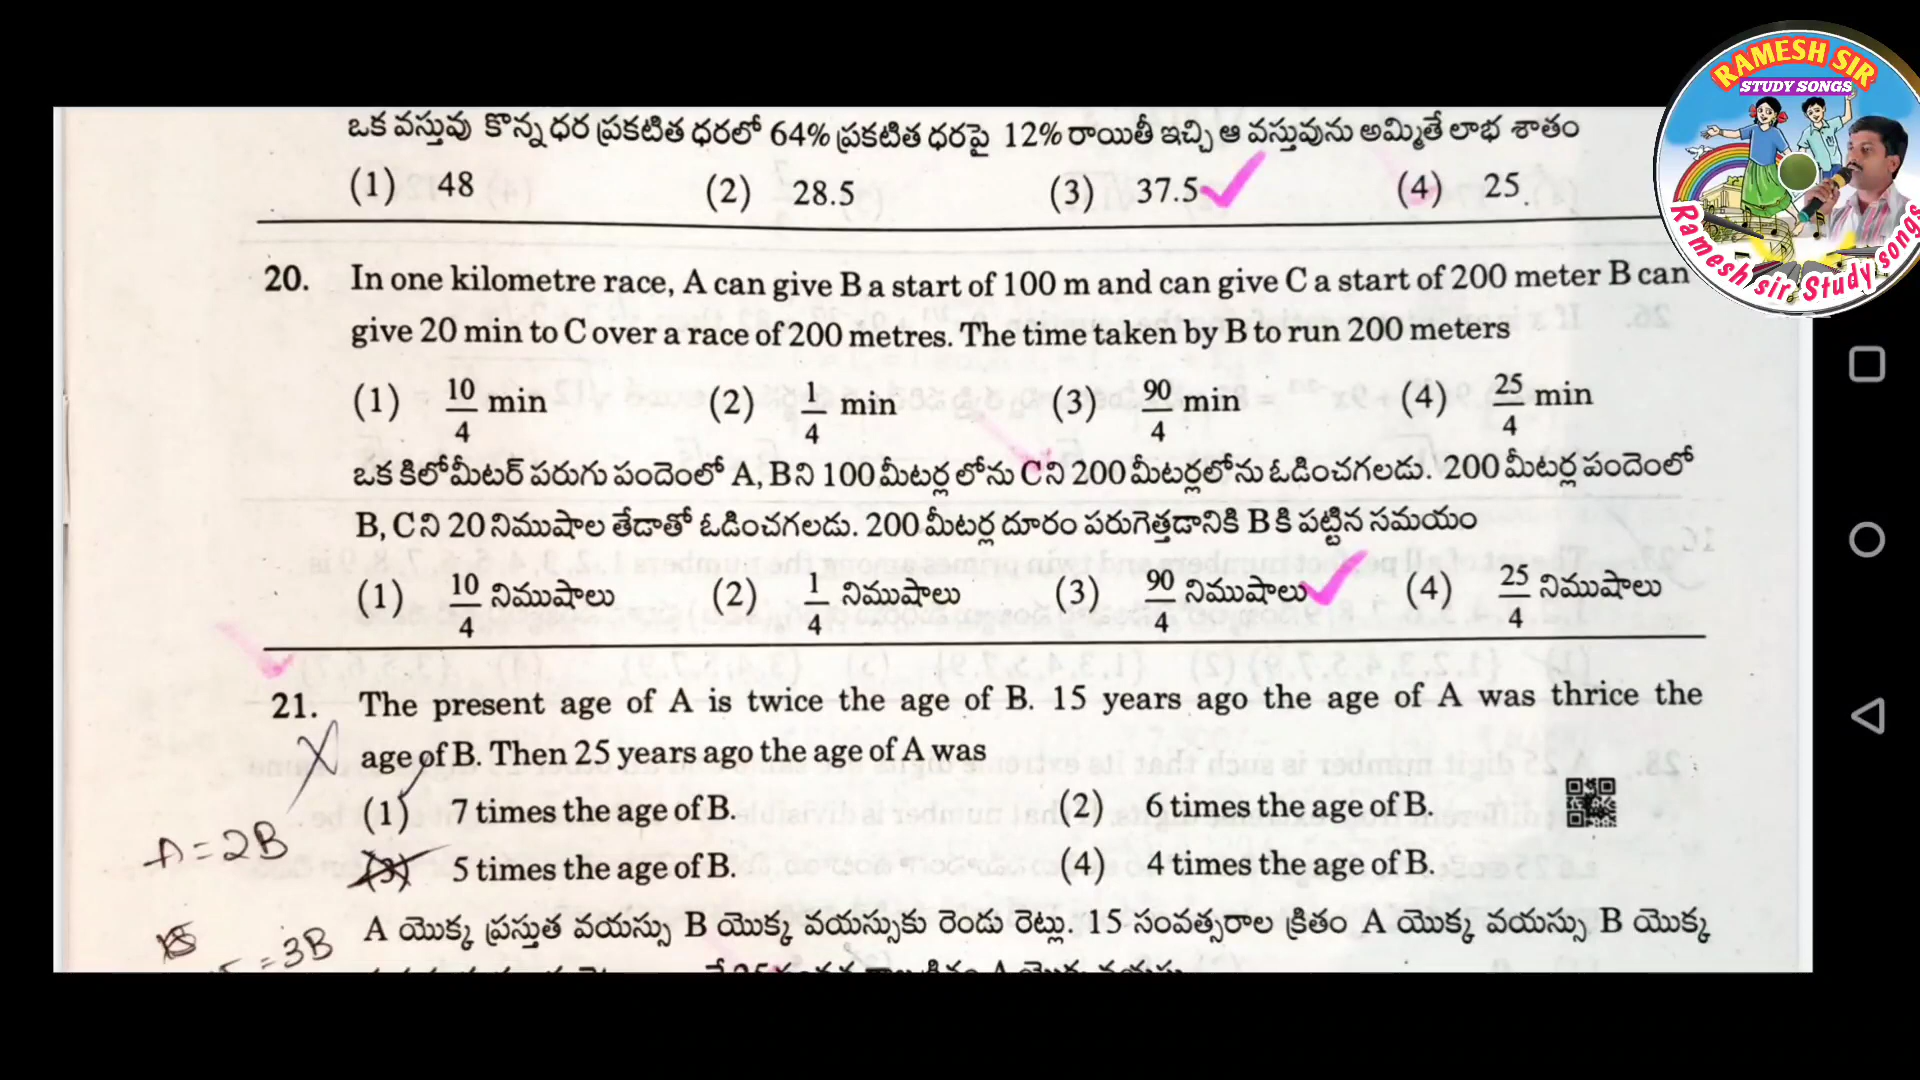 RAMESH SIR
STUDY SONGS
Ramesh sir Study songs
ఒక వస్తువు కొన్న ధర ప్రకటిత ధరలో 64% ప్రకటిత ధరపై 12% రాయితీ ఇచ్చి ఆ వస్తువును అమ్మితే లాభ శాతం
(1) 48 (2) 28.5 (3) 37.5 (4) 25.
20. In one kilometre race, A can give B a start of 100 m and can give C a start of 200 meter B can
give 20 min to C over a race of 200 metres. The time taken by B to run 200 meters
(1) 10/4 min (2) 1/4 min (3) 90/4 min (4) 25/4 min
ఒక కిలోమీటర్ పరుగు పందెంలో A, B ని 100 మీటర్ల లోను C ని 200 మీటర్లలోను ఓడించగలడు. 200 మీటర్ల పందెంలో
B, C ని 20 నిముషాల తేడాతో ఓడించగలడు. 200 మీటర్ల దూరం పరుగెత్తడానికి B కి పట్టిన సమయం
(1) 10/4 నిముషాలు (2) 1/4 నిముషాలు (3) 90/4 నిముషాలు (4) 25/4 నిముషాలు
21. The present age of A is twice the age of B. 15 years ago the age of A was thrice the
age of B. Then 25 years ago the age of A was
(1) 7 times the age of B. (2) 6 times the age of B.
(3) 5 times the age of B. (4) 4 times the age of B.
A = 2B
A యొక్క ప్రస్తుత వయస్సు B యొక్క వయస్సుకు రెండు రెట్లు. 15 సంవత్సరాల క్రితం A యొక్క వయస్సు B యొక్క
= 3B